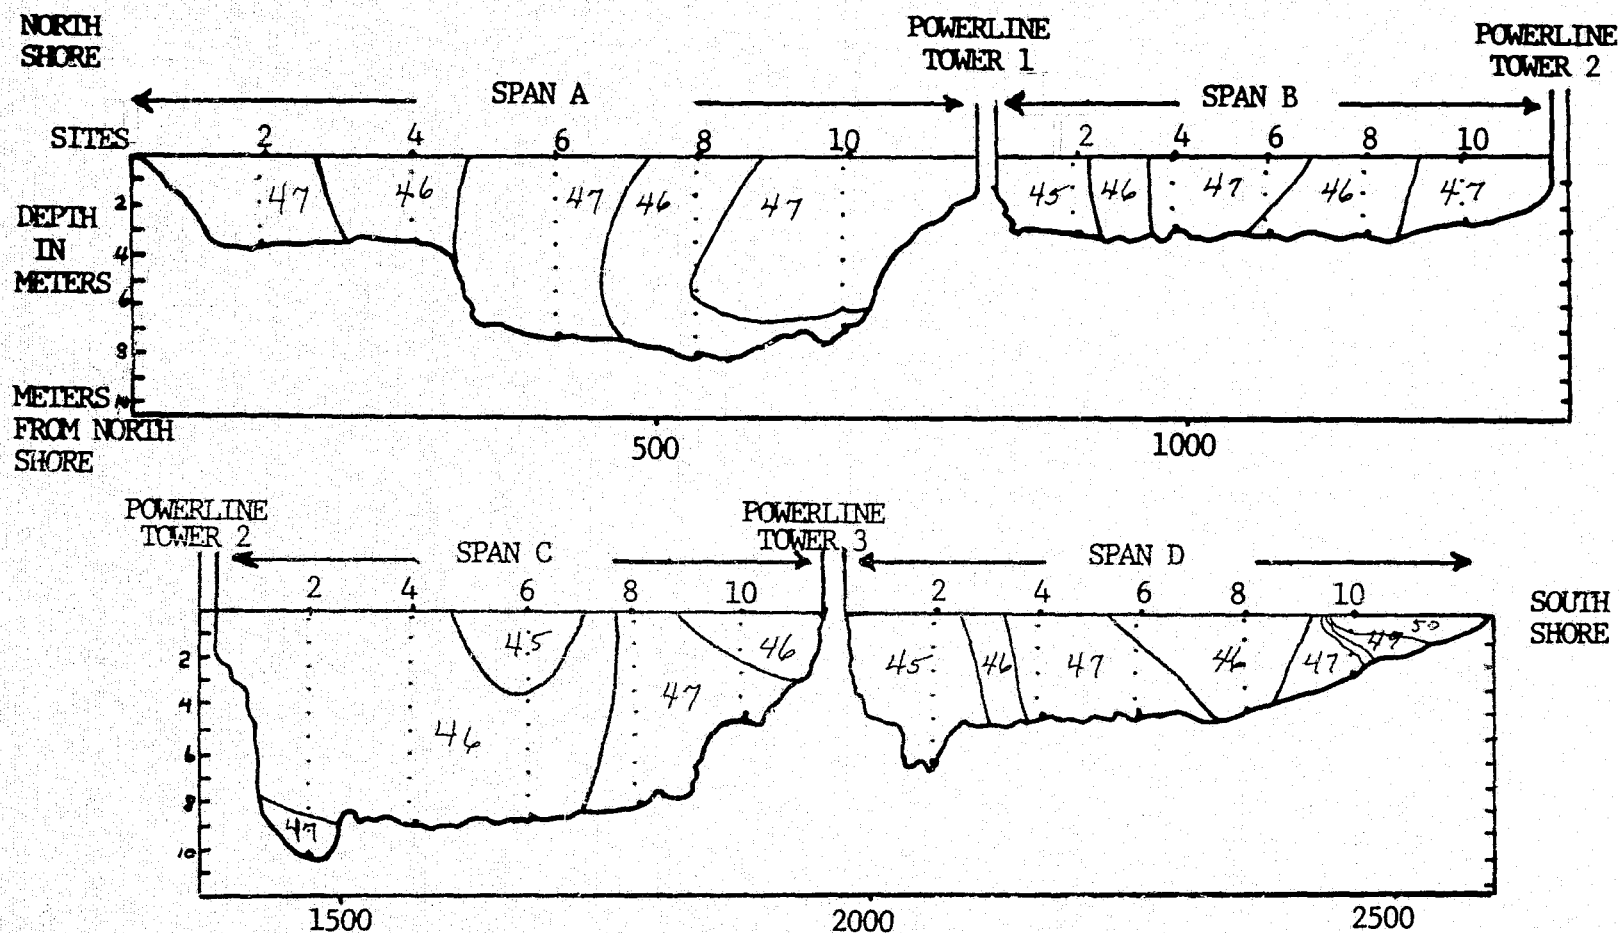 NORTH
SHORE
POWERLINE
TOWER 1
POWERLINE
TOWER 2
SPAN A
SPAN B
SITES 2 4 6 8 10 2 4 6 8 10
47 46 47 46 47 45 46 47 46 47
DEPTH
IN
METERS
2
4
6
8
10
METERS
FROM NORTH
SHORE
500 1000
POWERLINE
TOWER 2
POWERLINE
TOWER 3
SPAN C
SPAN D
2 4 6 8 10 2 4 6 8 10
SOUTH
SHORE
45 46 47 46 47 45 46 47 46 47 49 50
2
4
6
8
10
1500 2000 2500